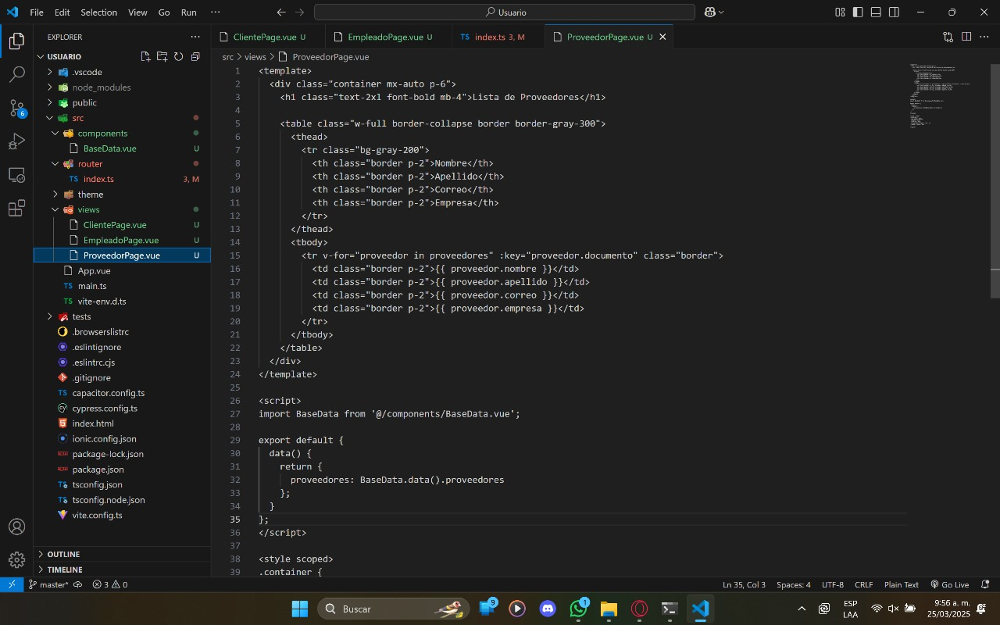 File Edit Selection View Go Run ··· Usuario
EXPLORER ···
USUARIO
.vscode
node_modules
public
src
components
BaseData.vue U
router
TS index.ts 3, M
theme
views
ClientePage.vue U
EmpleadoPage.vue U
ProveedorPage.vue U
App.vue
TS main.ts
TS vite-env.d.ts
tests
.browserslistrc
.eslintignore
.eslintrc.cjs
.gitignore
TS capacitor.config.ts
cypress.config.ts
index.html
ionic.config.json
package-lock.json
package.json
tsconfig.json
tsconfig.node.json
vite.config.ts
OUTLINE
TIMELINE
6
ClientePage.vue U EmpleadoPage.vue U TS index.ts 3, M ProveedorPage.vue U
src > views > ProveedorPage.vue
1 <template>
2 <div class="container mx-auto p-6">
3 <h1 class="text-2xl font-bold mb-4">Lista de Proveedores</h1>
4
5 <table class="w-full border-collapse border border-gray-300">
6 <thead>
7 <tr class="bg-gray-200">
8 <th class="border p-2">Nombre</th>
9 <th class="border p-2">Apellido</th>
10 <th class="border p-2">Correo</th>
11 <th class="border p-2">Empresa</th>
12 </tr>
13 </thead>
14 <tbody>
15 <tr v-for="proveedor in proveedores" :key="proveedor.documento" class="border">
16 <td class="border p-2">{{ proveedor.nombre }}</td>
17 <td class="border p-2">{{ proveedor.apellido }}</td>
18 <td class="border p-2">{{ proveedor.correo }}</td>
19 <td class="border p-2">{{ proveedor.empresa }}</td>
20 </tr>
21 </tbody>
22 </table>
23 </div>
24 </template>
25
26 <script>
27 import BaseData from '@/components/BaseData.vue';
28
29 export default {
30 data() {
31 return {
32 proveedores: BaseData.data().proveedores
33 };
34 }
35 };
36 </script>
37
38 <style scoped>
39 .container {
master* 3 0 Ln 35, Col 3 Spaces: 4 UTF-8 CRLF Plain Text Go Live
Buscar 9 1 ESP LAA 9:56 a. m. 25/03/2025